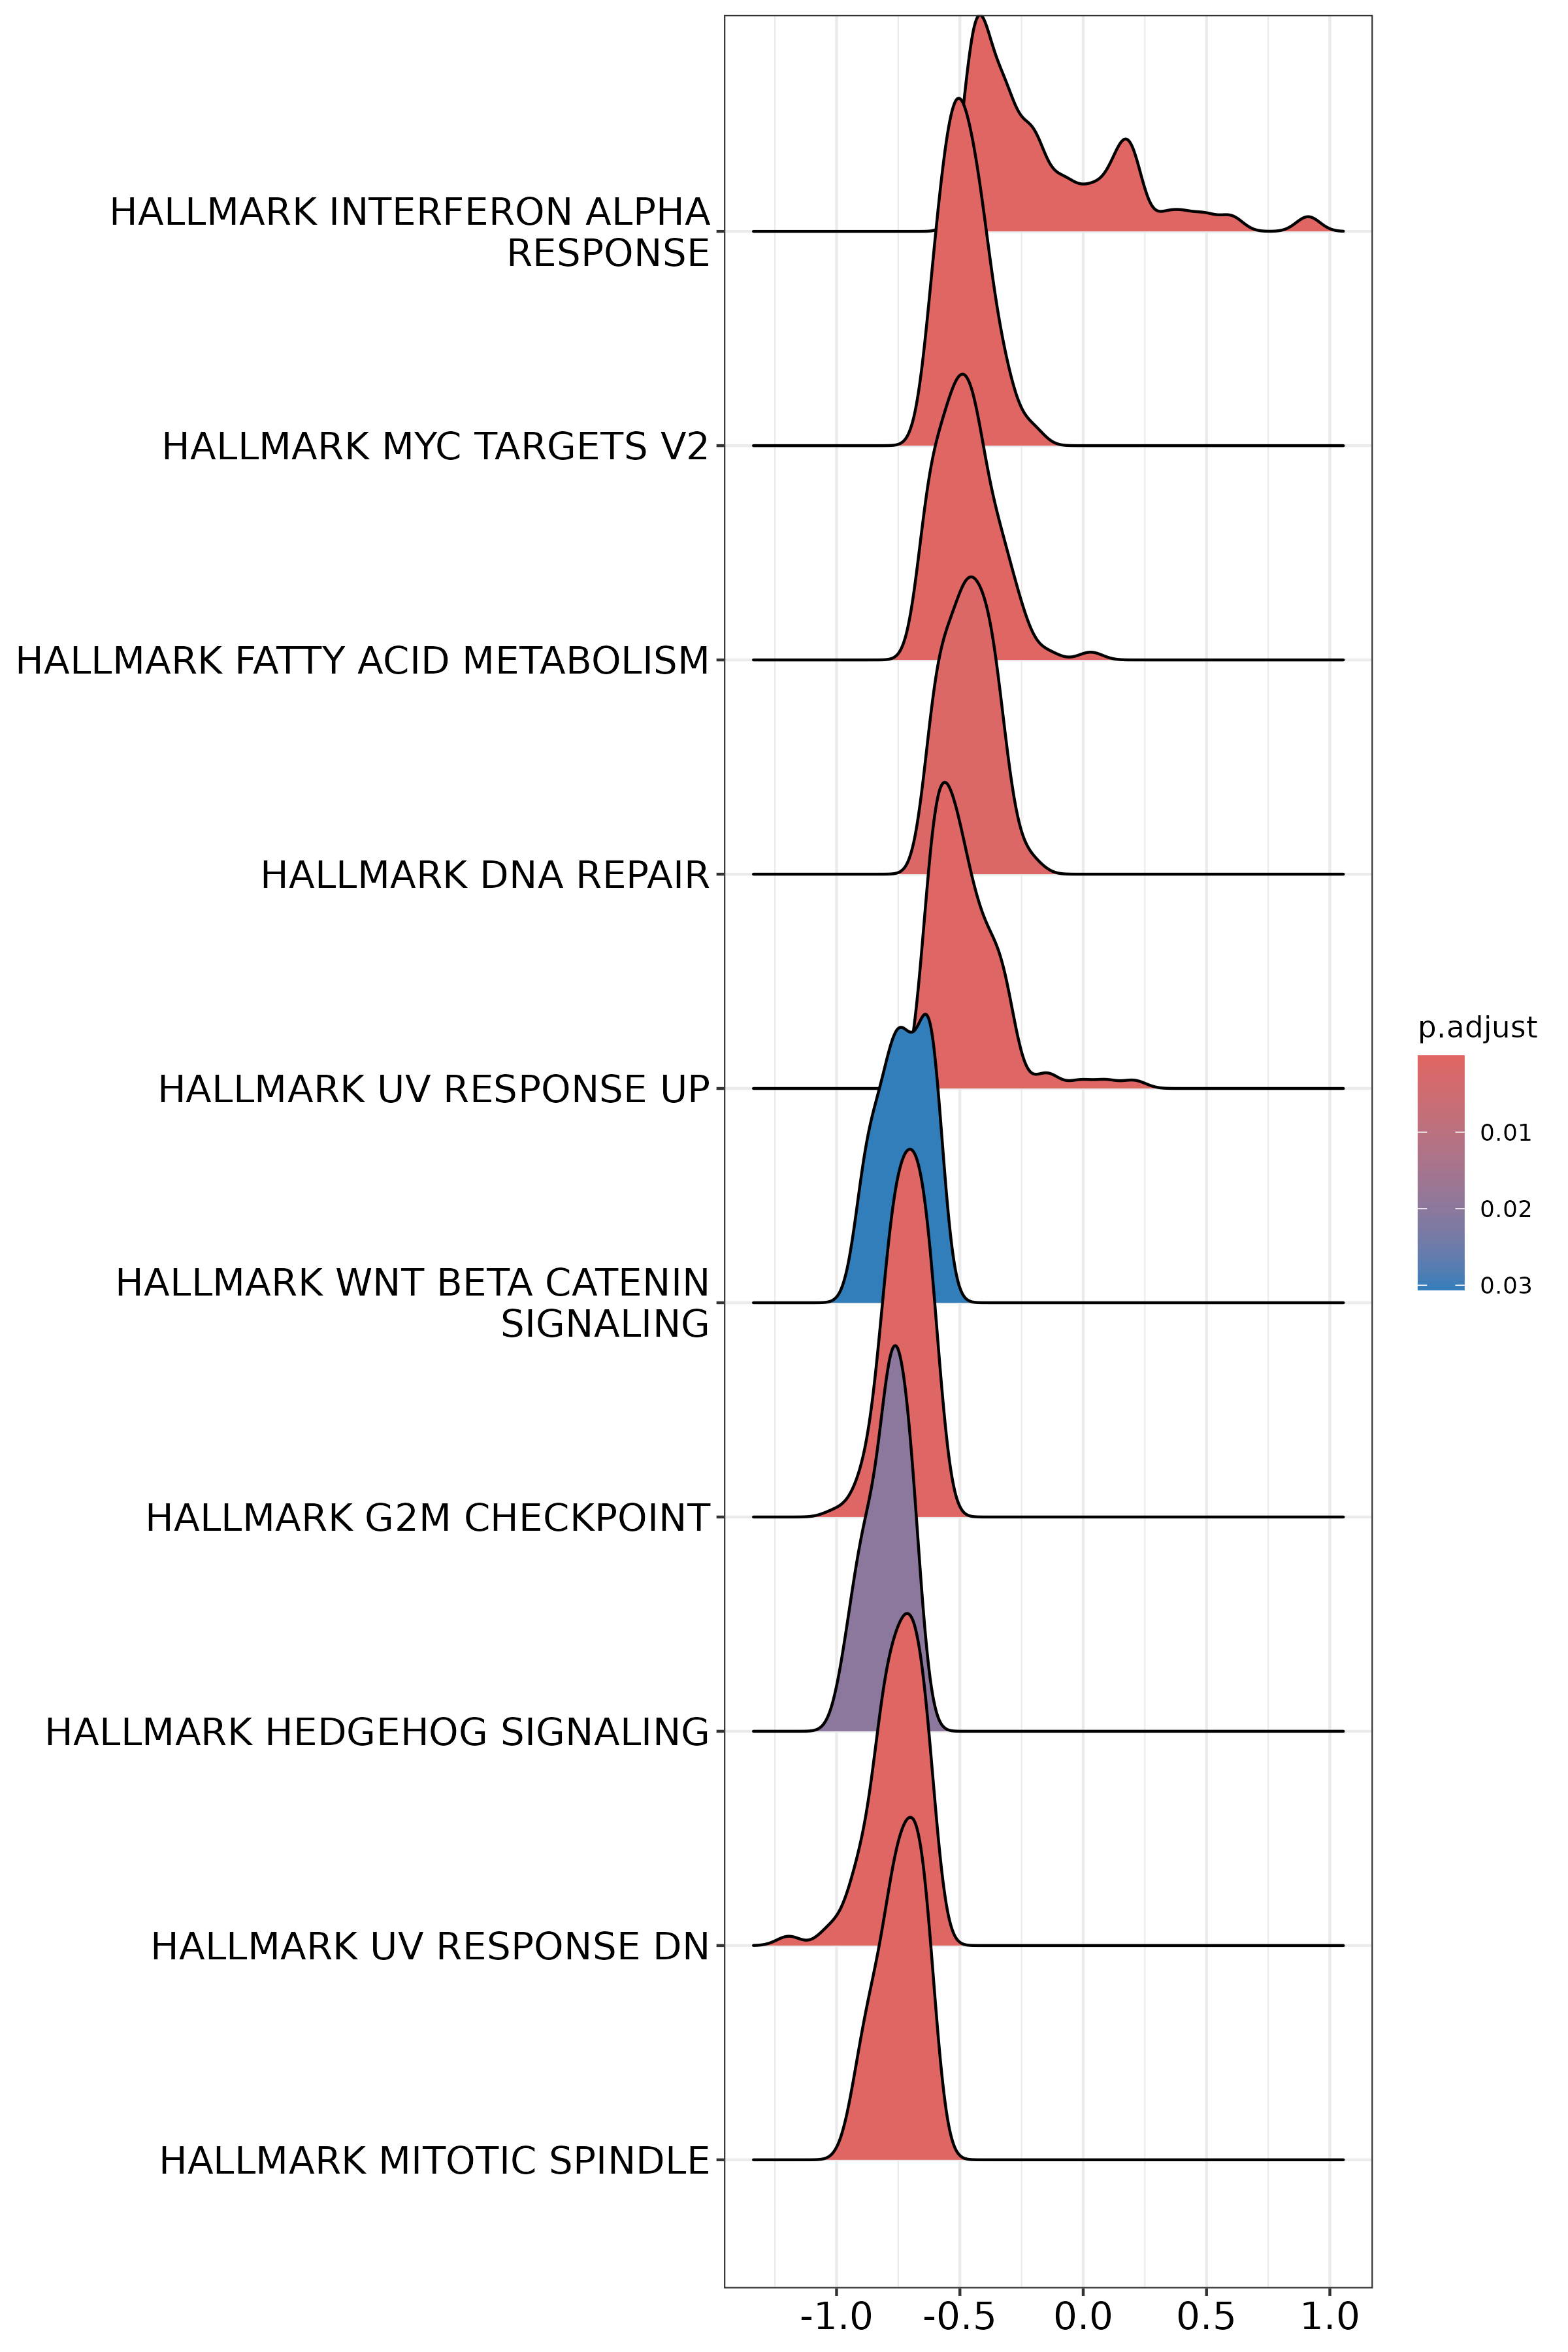 HALLMARK INTERFERON ALPHA
RESPONSE
HALLMARK MYC TARGETS V2
HALLMARK FATTY ACID METABOLISM
HALLMARK DNA REPAIR
HALLMARK UV RESPONSE UP
HALLMARK WNT BETA CATENIN
SIGNALING
HALLMARK G2M CHECKPOINT
HALLMARK HEDGEHOG SIGNALING
HALLMARK UV RESPONSE DN
HALLMARK MITOTIC SPINDLE
-1.0 -0.5 0.0 0.5 1.0
p.adjust
0.01
0.02
0.03